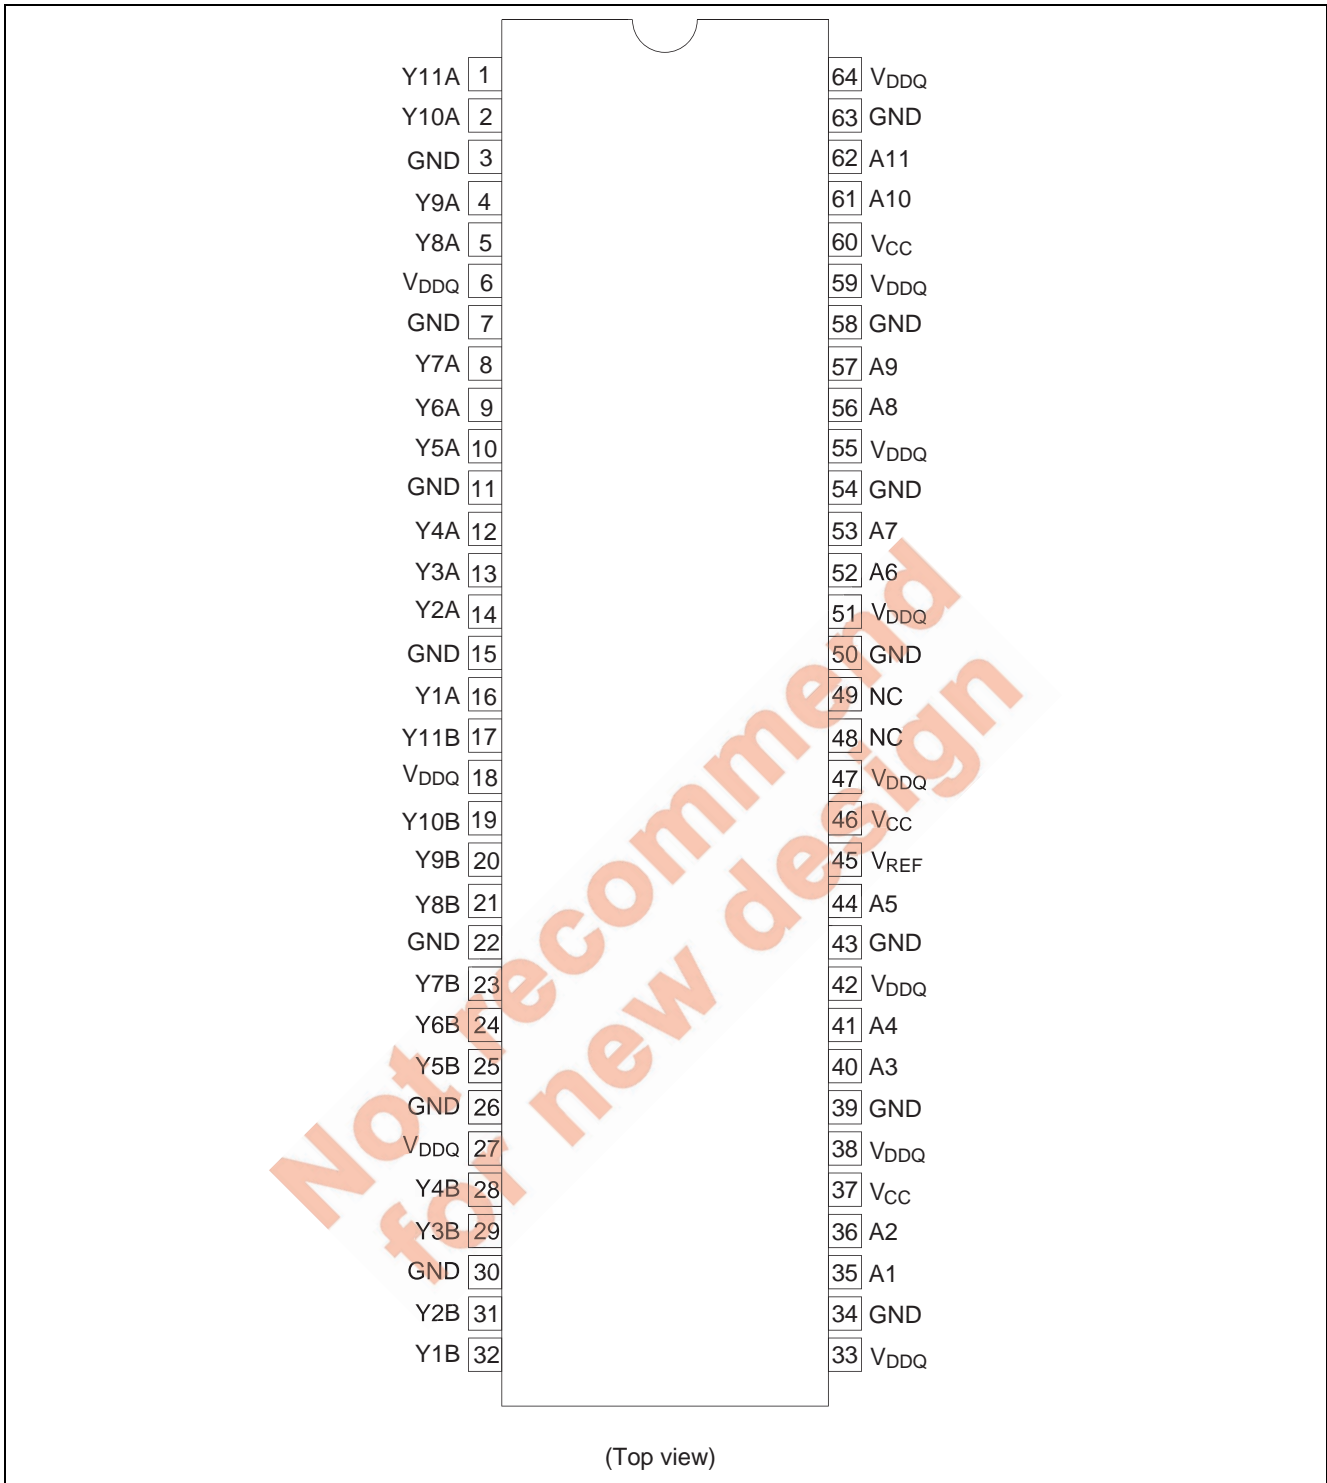 Y11A 1 64 VDDQ
Y10A 2 63 GND
GND 3 62 A11
Y9A 4 61 A10
Y8A 5 60 VCC
VDDQ 6 59 VDDQ
GND 7 58 GND
Y7A 8 57 A9
Y6A 9 56 A8
Y5A 10 55 VDDQ
GND 11 54 GND
Y4A 12 53 A7
Y3A 13 52 A6
Y2A 14 51 VDDQ
GND 15 50 GND
Y1A 16 49 NC
Y11B 17 48 NC
VDDQ 18 47 VDDQ
Y10B 19 46 VCC
Y9B 20 45 VREF
Y8B 21 44 A5
GND 22 43 GND
Y7B 23 42 VDDQ
Y6B 24 41 A4
Y5B 25 40 A3
GND 26 39 GND
VDDQ 27 38 VDDQ
Y4B 28 37 VCC
Y3B 29 36 A2
GND 30 35 A1
Y2B 31 34 GND
Y1B 32 33 VDDQ
(Top view)
Not recommend
for new design